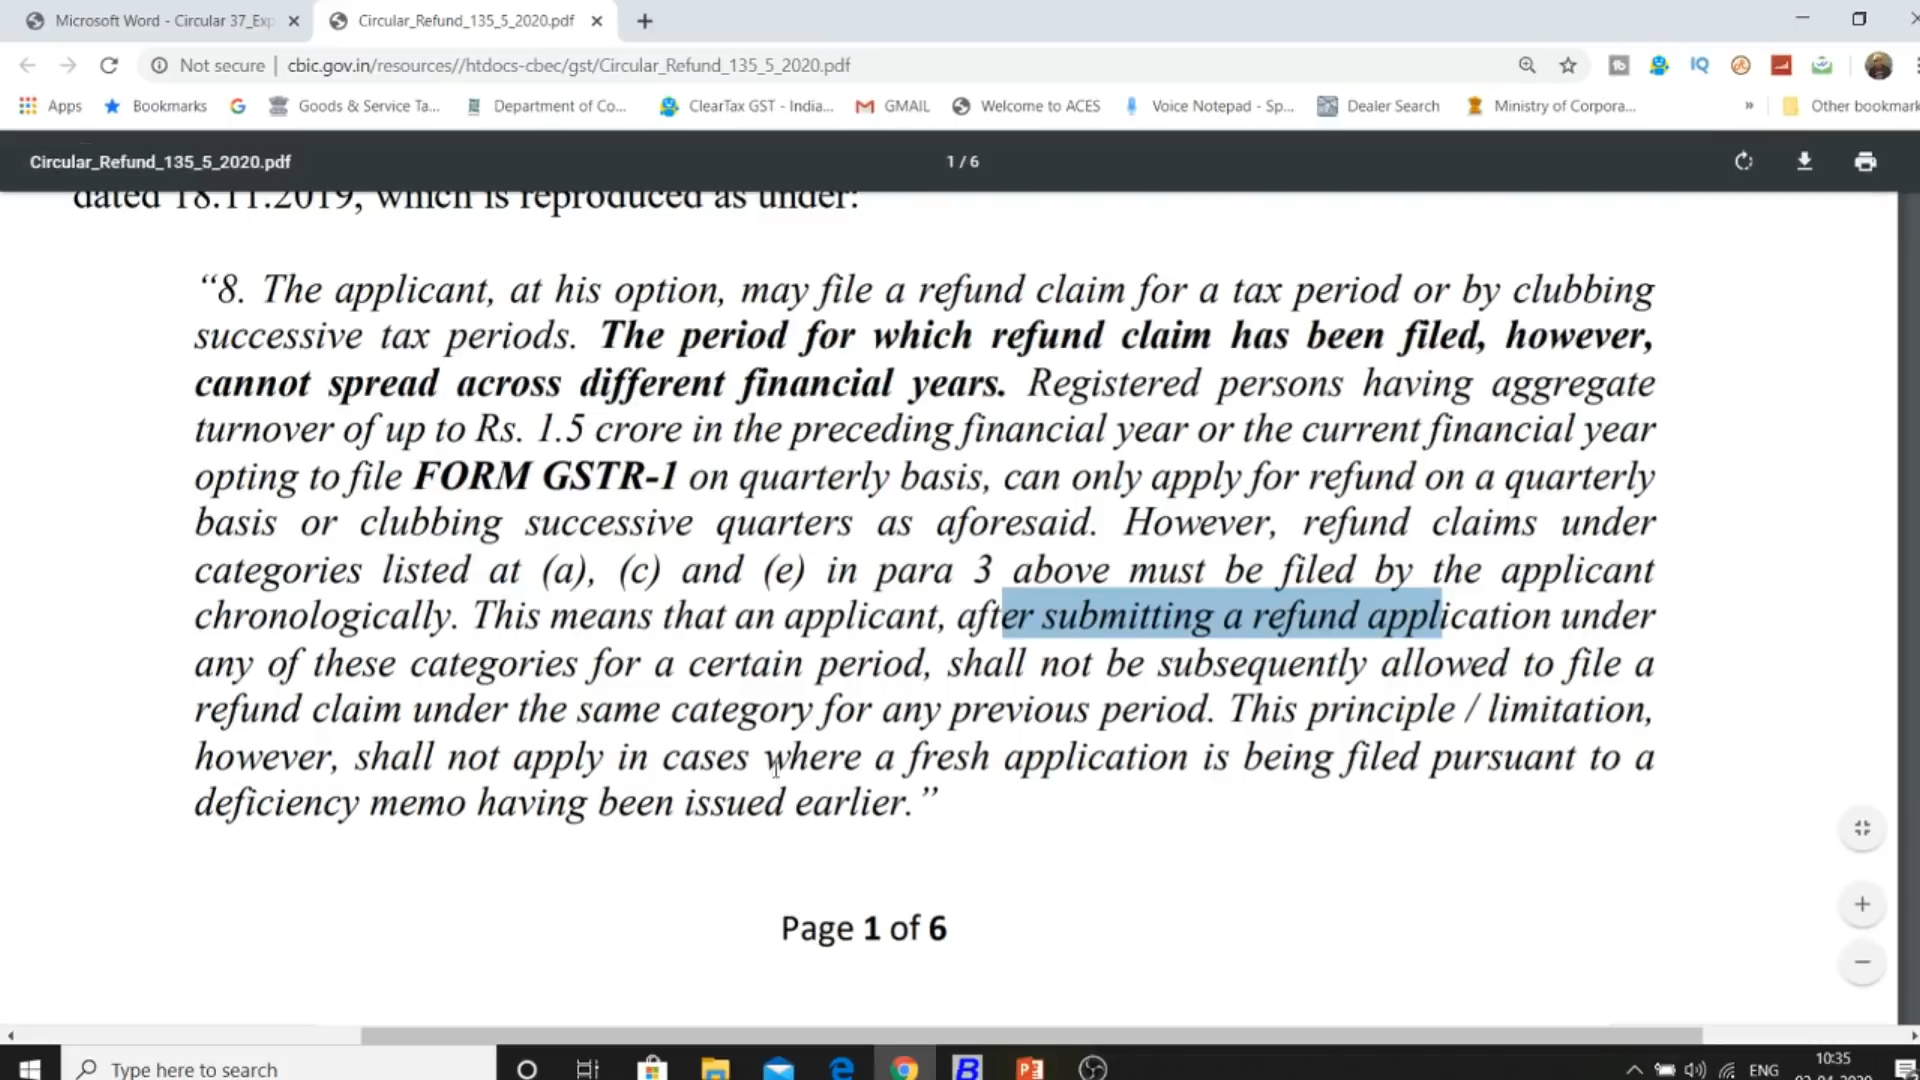 Microsoft Word - Circular 37_Exp
Circular_Refund_135_5_2020.pdf
Not secure
cbic.gov.in/resources//htdocs-cbec/gst/Circular_Refund_135_5_2020.pdf
IQ
Apps
Bookmarks
Goods & Service Ta...
Department of Co...
ClearTax GST - India...
GMAIL
Welcome to ACES
Voice Notepad - Sp...
Dealer Search
Ministry of Corpora...
»
Other bookmark
Circular_Refund_135_5_2020.pdf
1 / 6
dated 18.11.2019, which is reproduced as under:
“8. The applicant, at his option, may file a refund claim for a tax period or by clubbing
successive tax periods. The period for which refund claim has been filed, however,
cannot spread across different financial years. Registered persons having aggregate
turnover of up to Rs. 1.5 crore in the preceding financial year or the current financial year
opting to file FORM GSTR-1 on quarterly basis, can only apply for refund on a quarterly
basis or clubbing successive quarters as aforesaid. However, refund claims under
categories listed at (a), (c) and (e) in para 3 above must be filed by the applicant
chronologically. This means that an applicant, after submitting a refund application under
any of these categories for a certain period, shall not be subsequently allowed to file a
refund claim under the same category for any previous period. This principle / limitation,
however, shall not apply in cases where a fresh application is being filed pursuant to a
deficiency memo having been issued earlier.”
Page 1 of 6
Type here to search
ENG
10:35